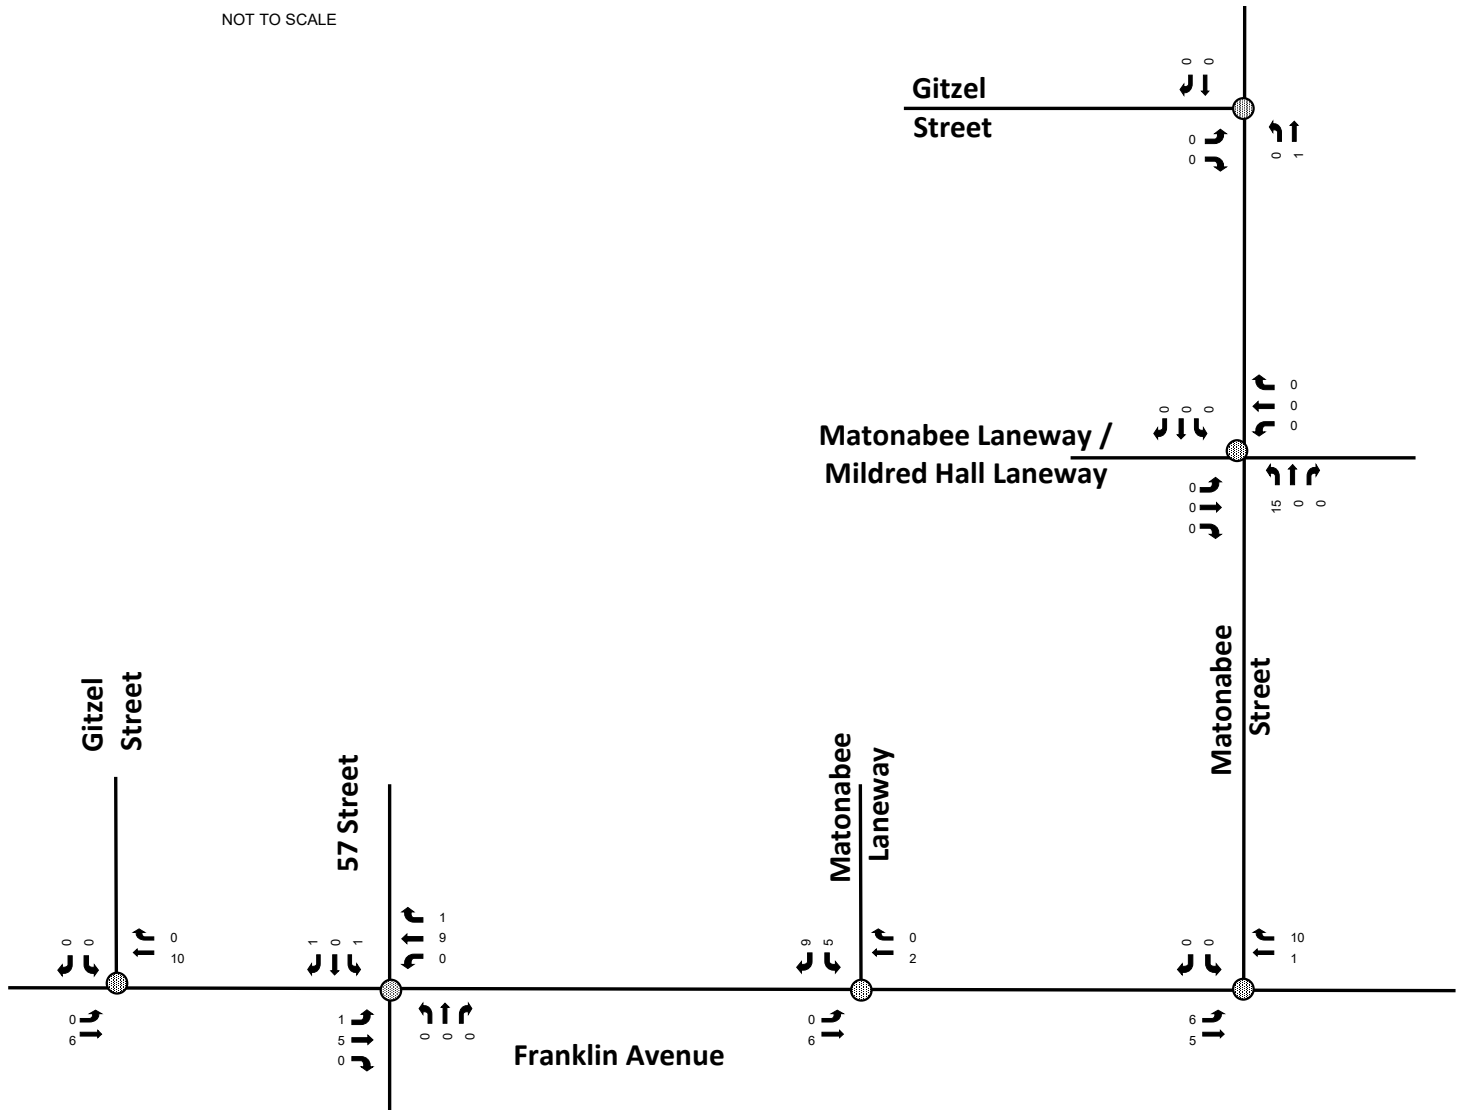 NOT TO SCALE
0 0
Gitzel
Street
0
0
0 1
0
0
0
0 0 0
Matonabee Laneway /
Mildred Hall Laneway
0
0
0
15 0 0
Matonabee
Street
Gitzel
Street
57 Street
Matonabee
Laneway
0 0
0
10
0
6
1 0 1
1
9
0
1
5
0
0 0 0
9 5
0
2
0
6
0 0
10
1
6
5
Franklin Avenue